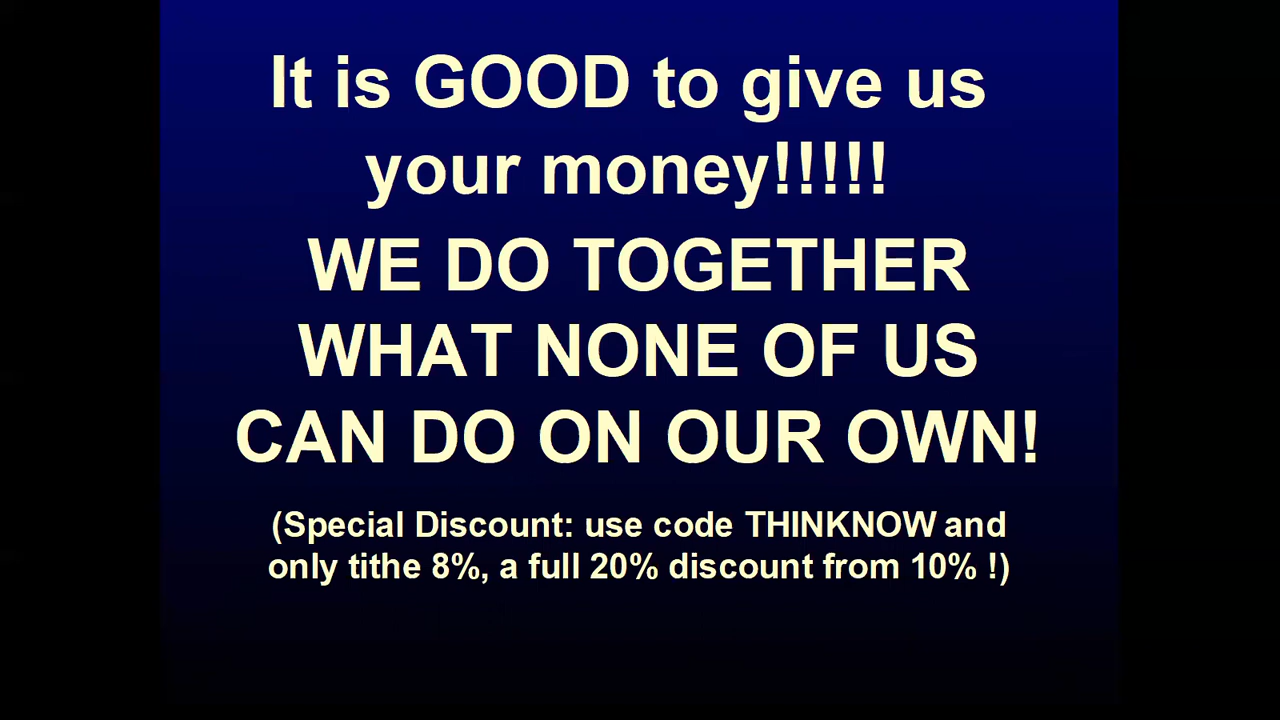 It is GOOD to give us
your money!!!!!
WE DO TOGETHER
WHAT NONE OF US
CAN DO ON OUR OWN!
(Special Discount: use code THINKNOW and
only tithe 8%, a full 20% discount from 10% !)